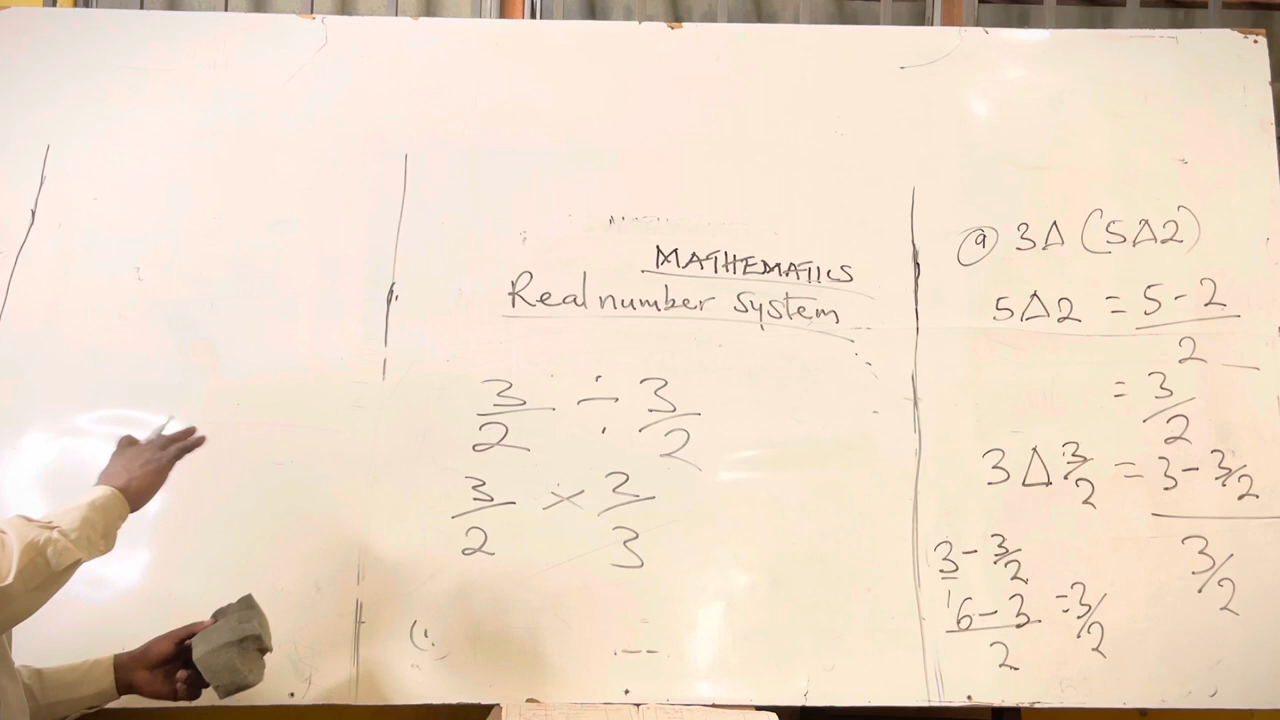 MATHEMATICS
Real number system
3/2 ÷ 3/2
3/2 × 2/3
(a) 3Δ(5Δ2)
5Δ2 = (5-2)/2
= 3/2
3Δ3/2 = (3-3/2)/(3/2)
3/1 - 3/2
(6-3)/2 = 3/2